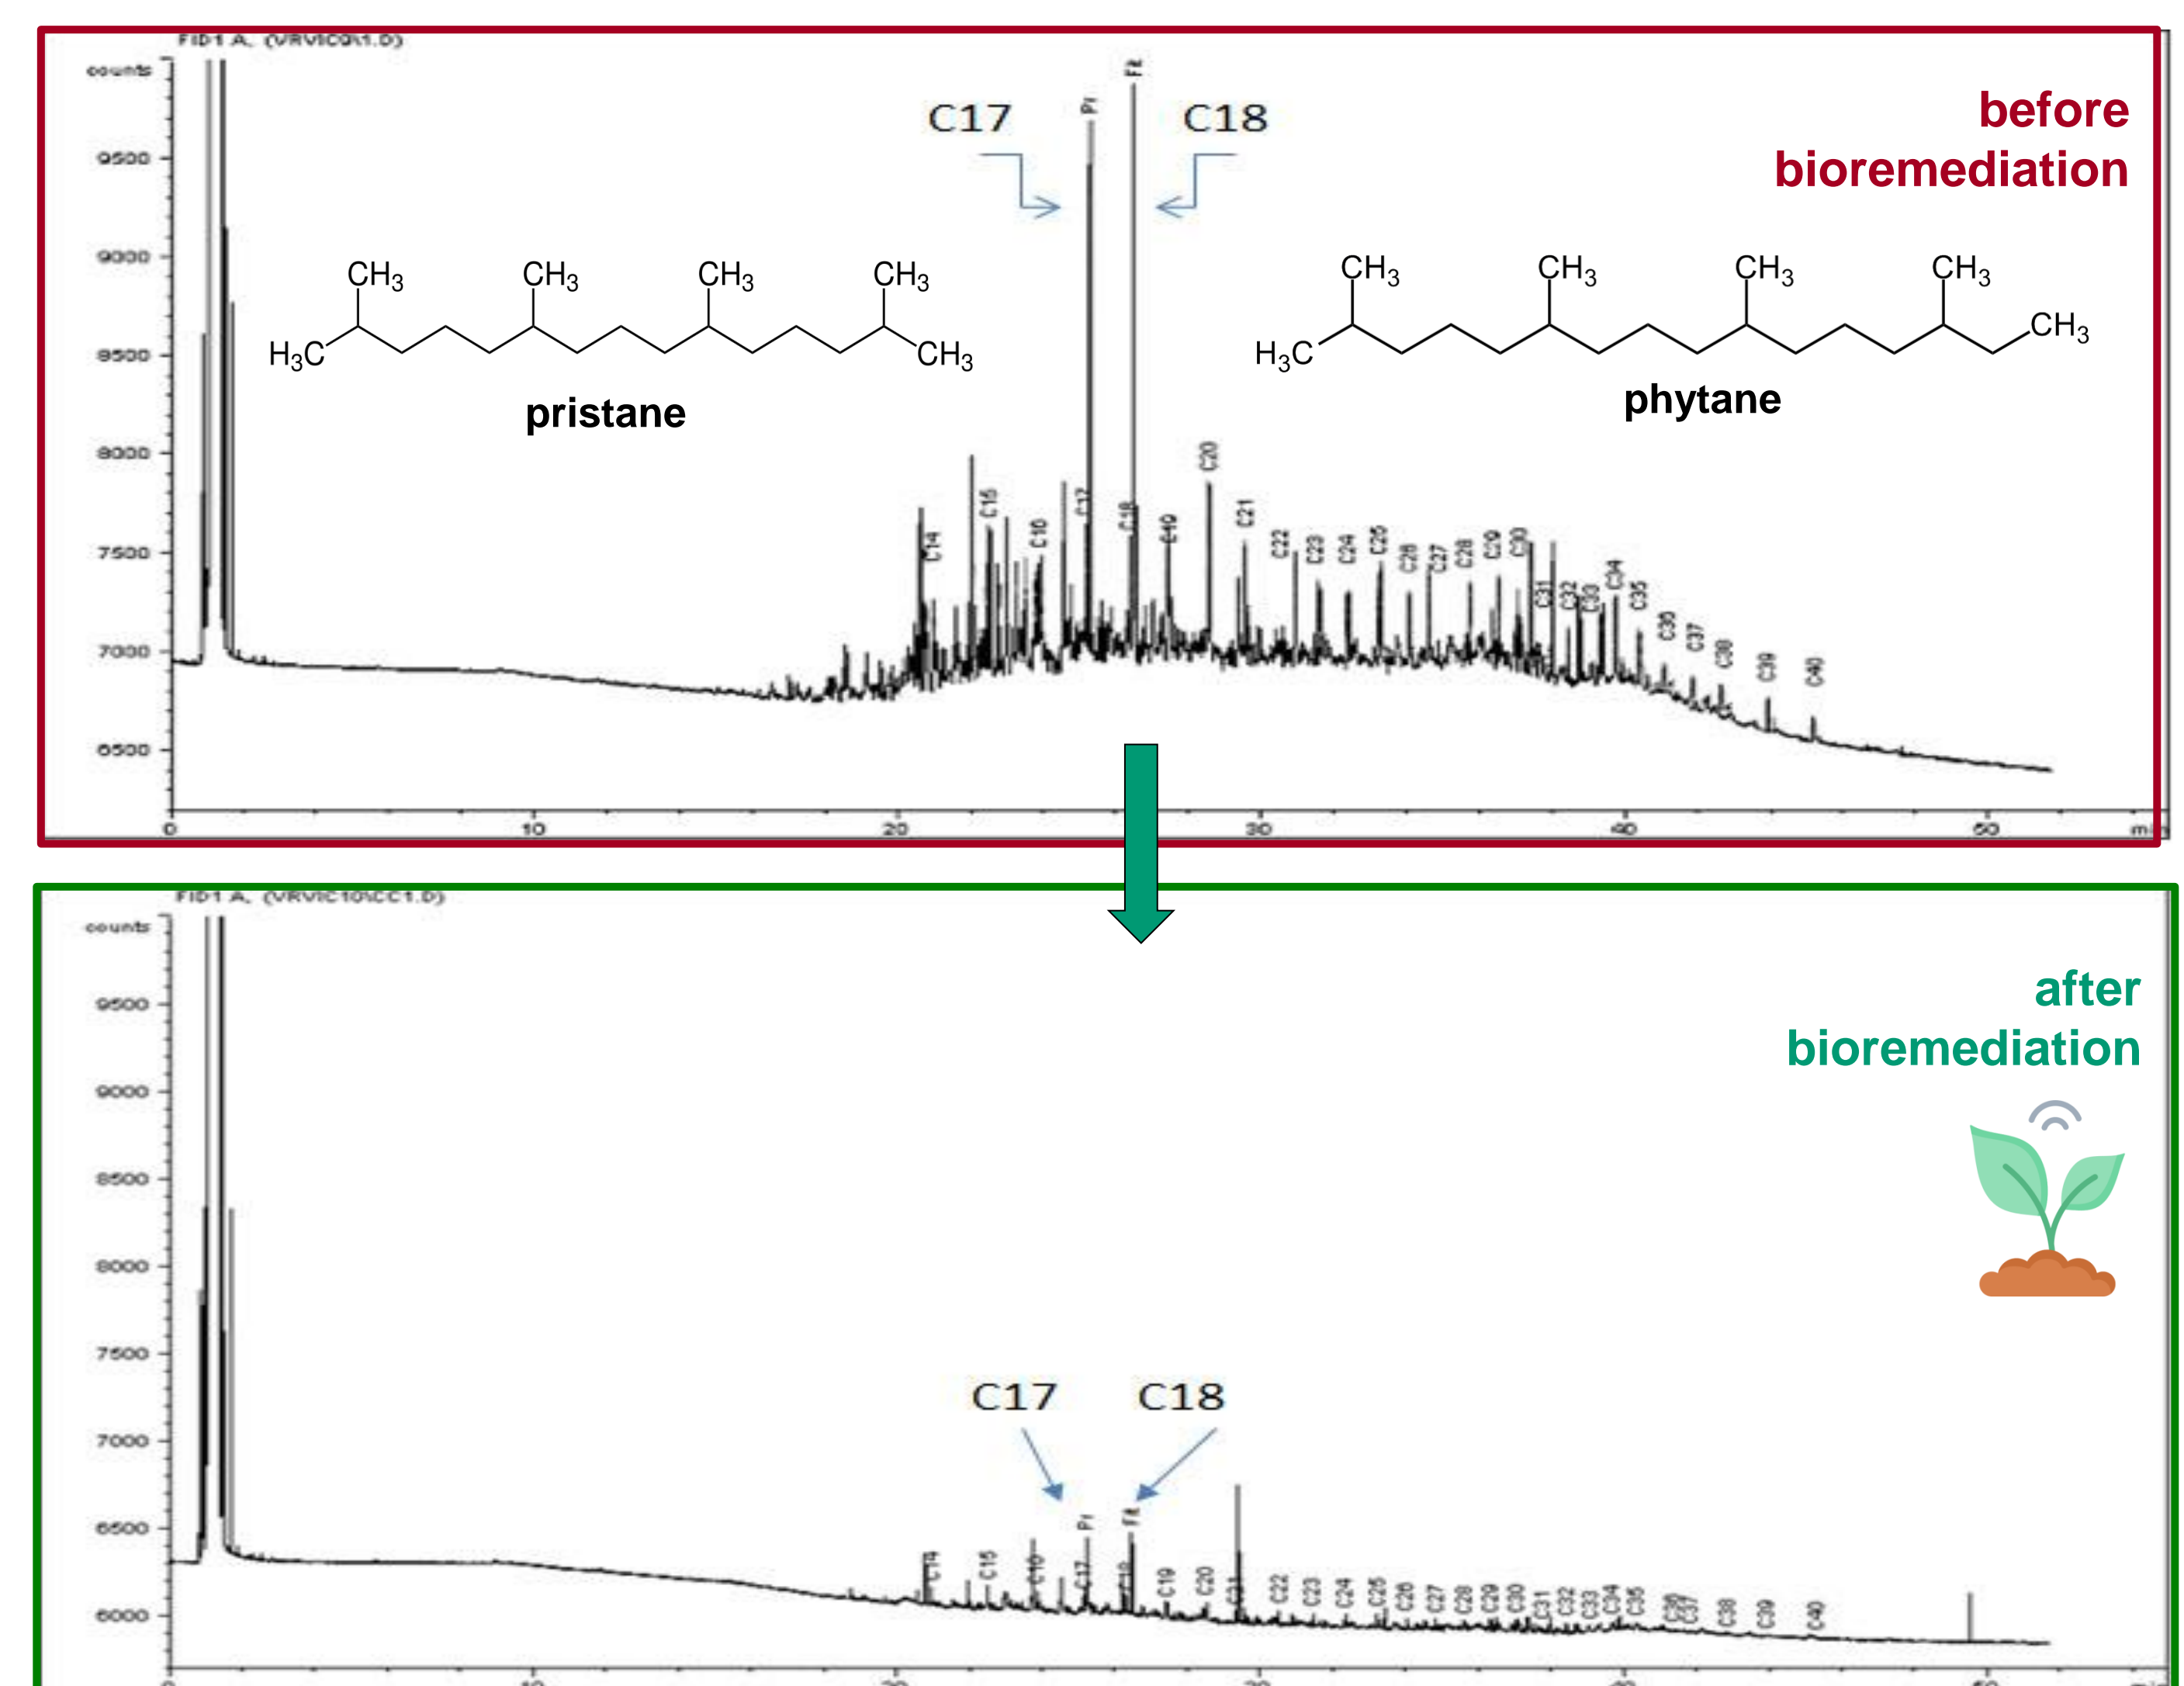 FID1 A, (VRVIC09\1.D)
counts
before
bioremediation
C17
C18
Pr
Fit
9500
9000
8500
8000
7500
7000
6500
CH3 CH3 CH3 CH3
H3C CH3
pristane
CH3 CH3 CH3 CH3
H3C CH3
phytane
C14 C15 C16 C17 C18 C19 C20 C21 C22 C23 C24 C25 C26 C27 C28 C29 C30 C31 C32 C33 C34 C35 C36 C37 C38 C39 C40
0 10 20 30 40 50
FID1 A, (VRVIC10\CC1.D)
counts
after
bioremediation
9500
9000
8500
8000
7500
7000
6500
6000
C17 C18
Pr
Fit
C14 C15 C16 C17 C18 C19 C20 C21 C22 C23 C24 C25 C26 C27 C28 C29 C30 C31 C32 C33 C34 C35 C36 C37 C38 C39 C40